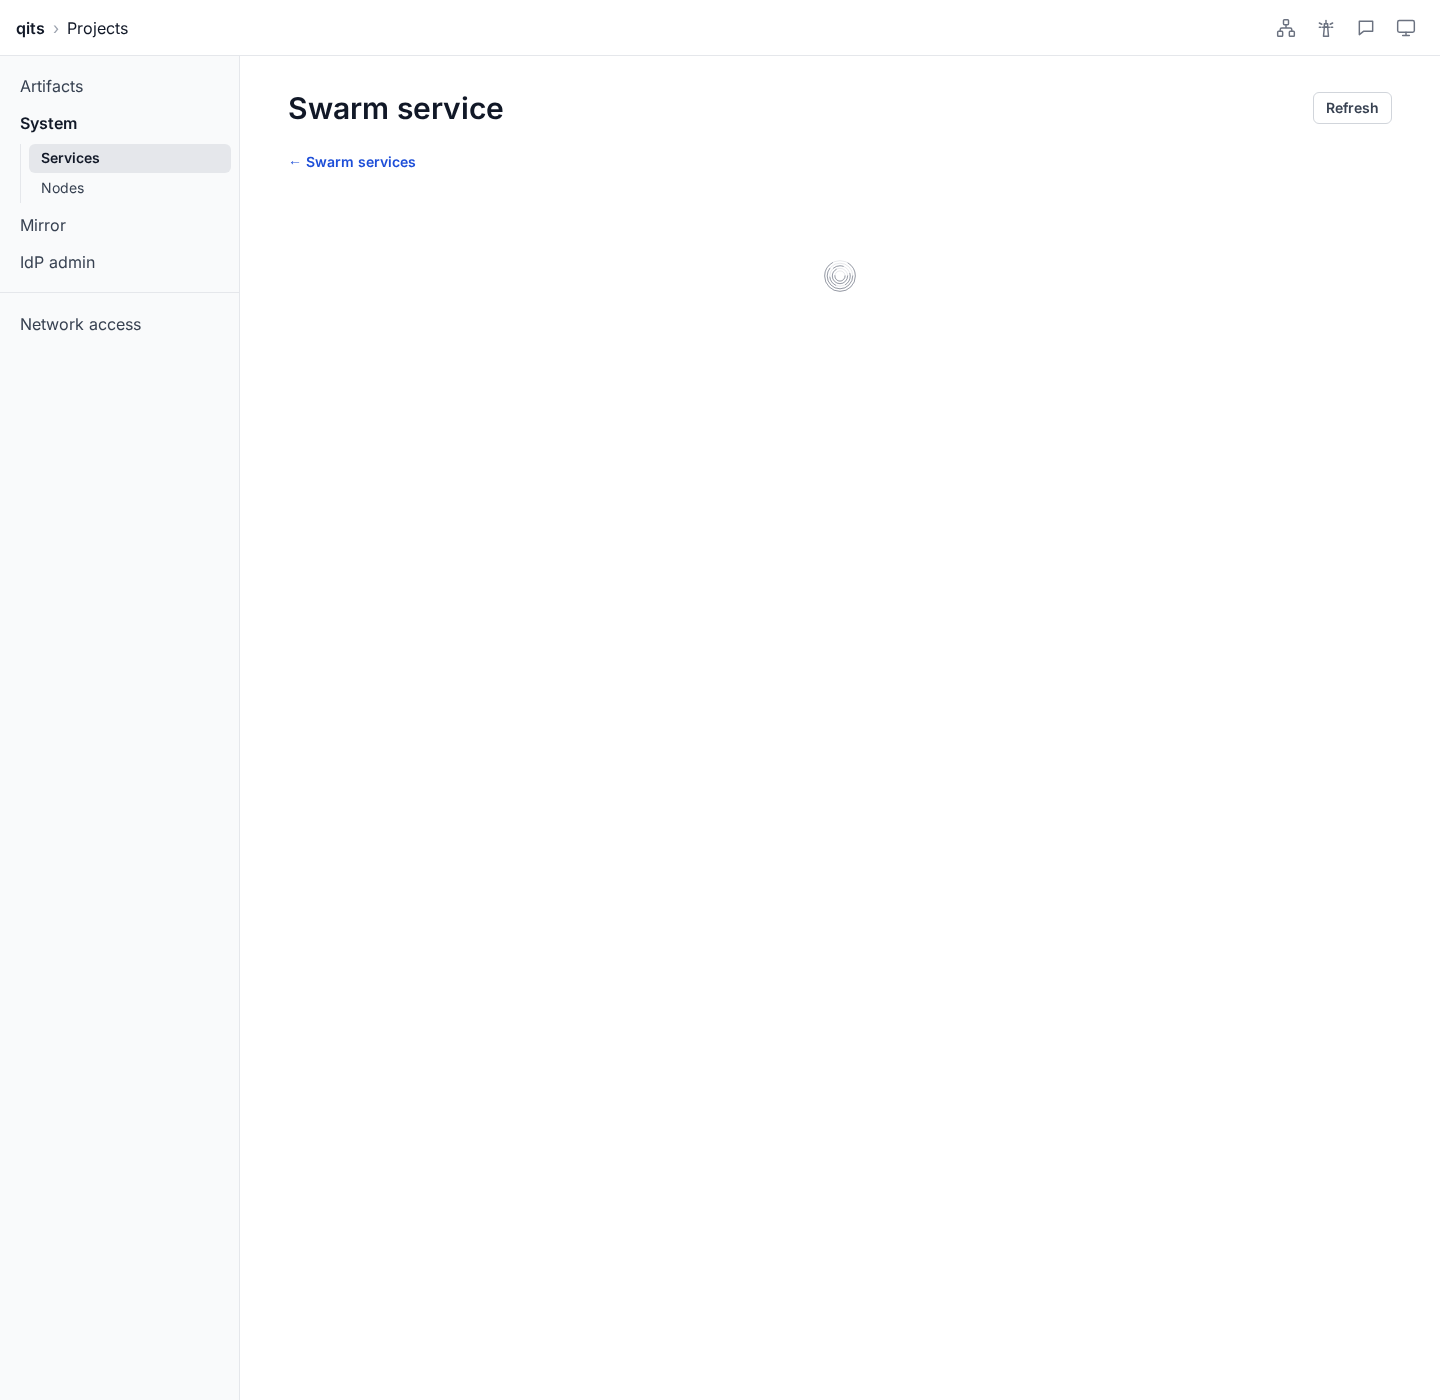 qits › Projects
Artifacts
System
Services
Nodes
Mirror
IdP admin
Network access
Swarm service
Refresh
← Swarm services